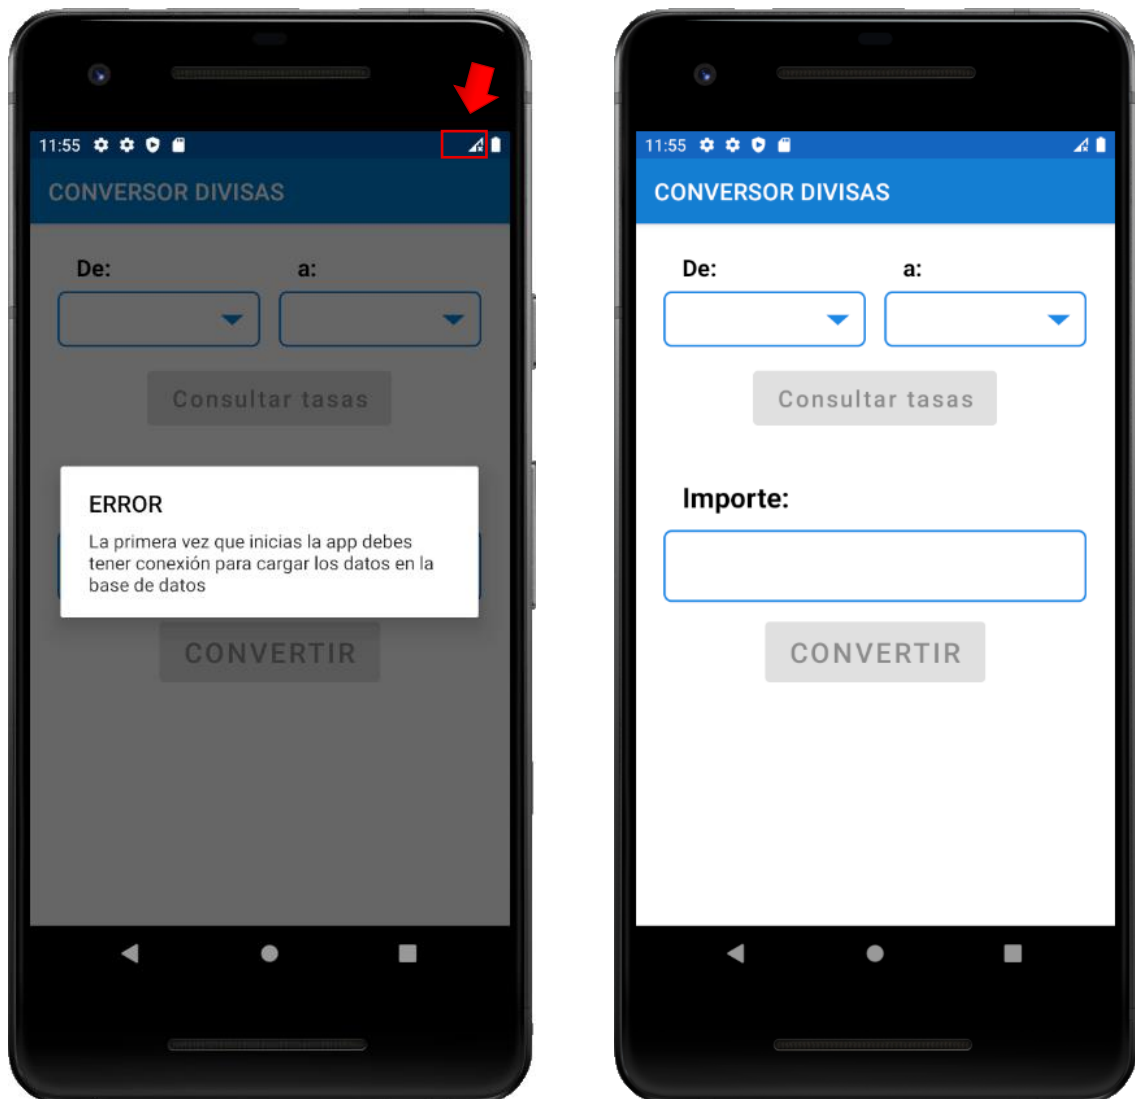 11:55
CONVERSOR DIVISAS
De: a:
Consultar tasas
ERROR
La primera vez que inicias la app debes
tener conexión para cargar los datos en la
base de datos
CONVERTIR
11:55
CONVERSOR DIVISAS
De: a:
Consultar tasas
Importe:
CONVERTIR